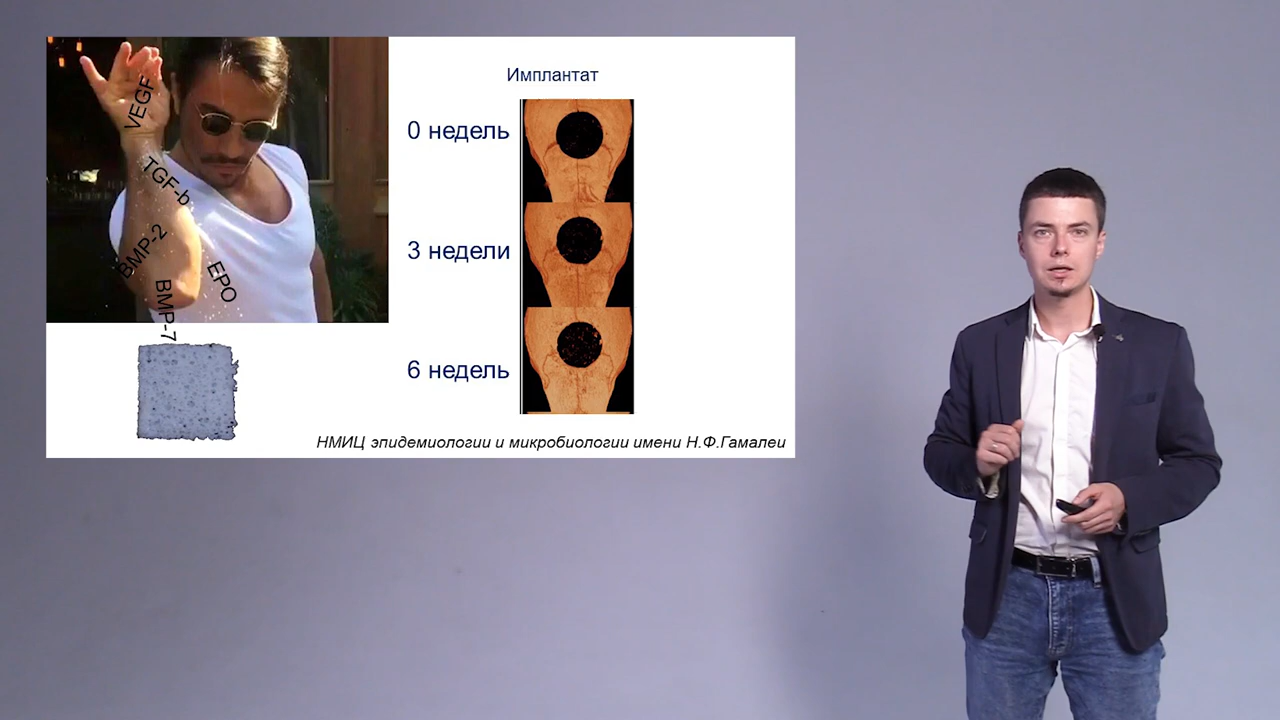 VEGF
TGF-b
BMP-2
EPO
BMP-7
Имплантат
0 недель
3 недели
6 недель
НМИЦ эпидемиологии и микробиологии имени Н.Ф.Гамалеи